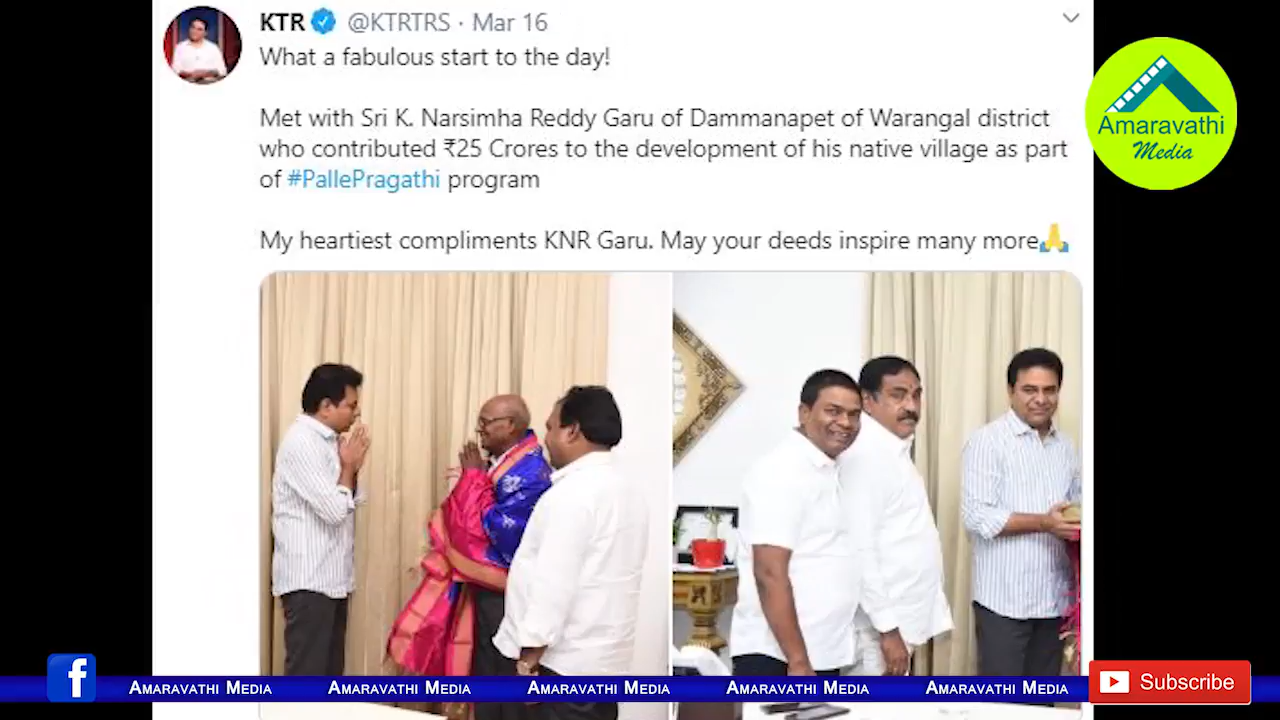 KTR @KTRTRS · Mar 16
What a fabulous start to the day!
Met with Sri K. Narsimha Reddy Garu of Dammanapet of Warangal district
who contributed ₹25 Crores to the development of his native village as part
of #PallePragathi program
My heartiest compliments KNR Garu. May your deeds inspire many more🙏
Amaravathi
Media
f AMARAVATHI MEDIA AMARAVATHI MEDIA AMARAVATHI MEDIA AMARAVATHI MEDIA AMARAVATHI MEDIA Subscribe